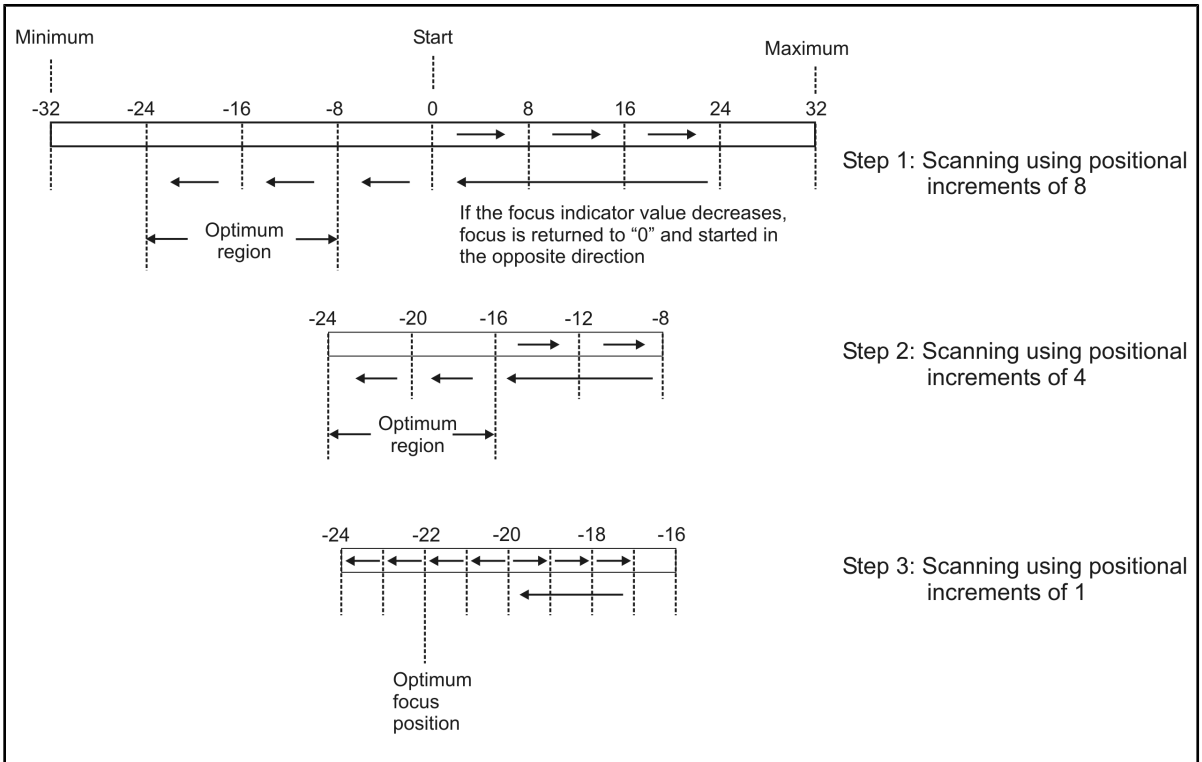 Minimum
Start
Maximum
-32 -24 -16 -8 0 8 16 24 32
Step 1: Scanning using positional
increments of 8
If the focus indicator value decreases,
focus is returned to “0” and started in
the opposite direction
Optimum
region
-24 -20 -16 -12 -8
Step 2: Scanning using positional
increments of 4
Optimum
region
-24 -22 -20 -18 -16
Step 3: Scanning using positional
increments of 1
Optimum
focus
position